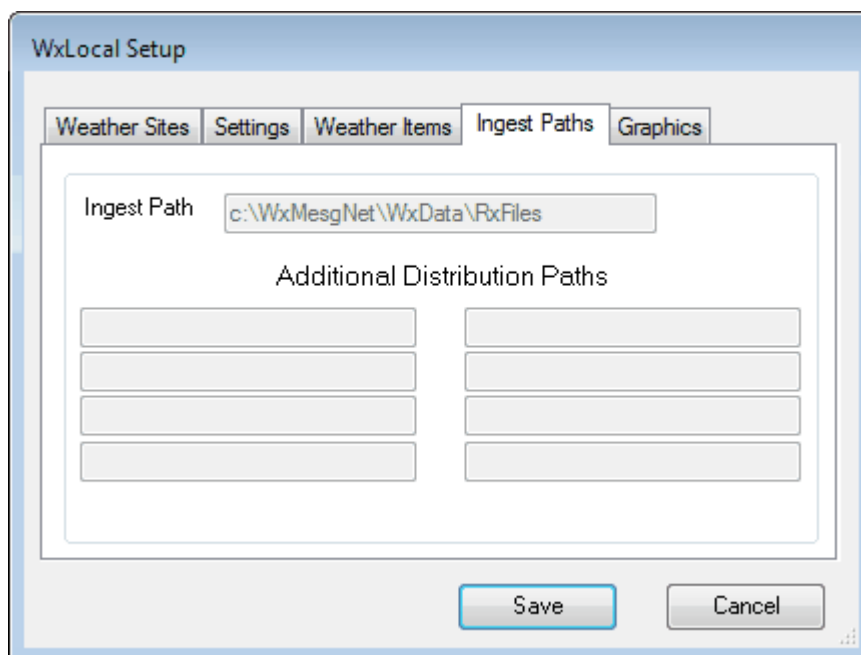 WxLocal Setup
Weather Sites Settings Weather Items Ingest Paths Graphics
Ingest Path c:\WxMesgNet\WxData\RxFiles
Additional Distribution Paths
Save Cancel